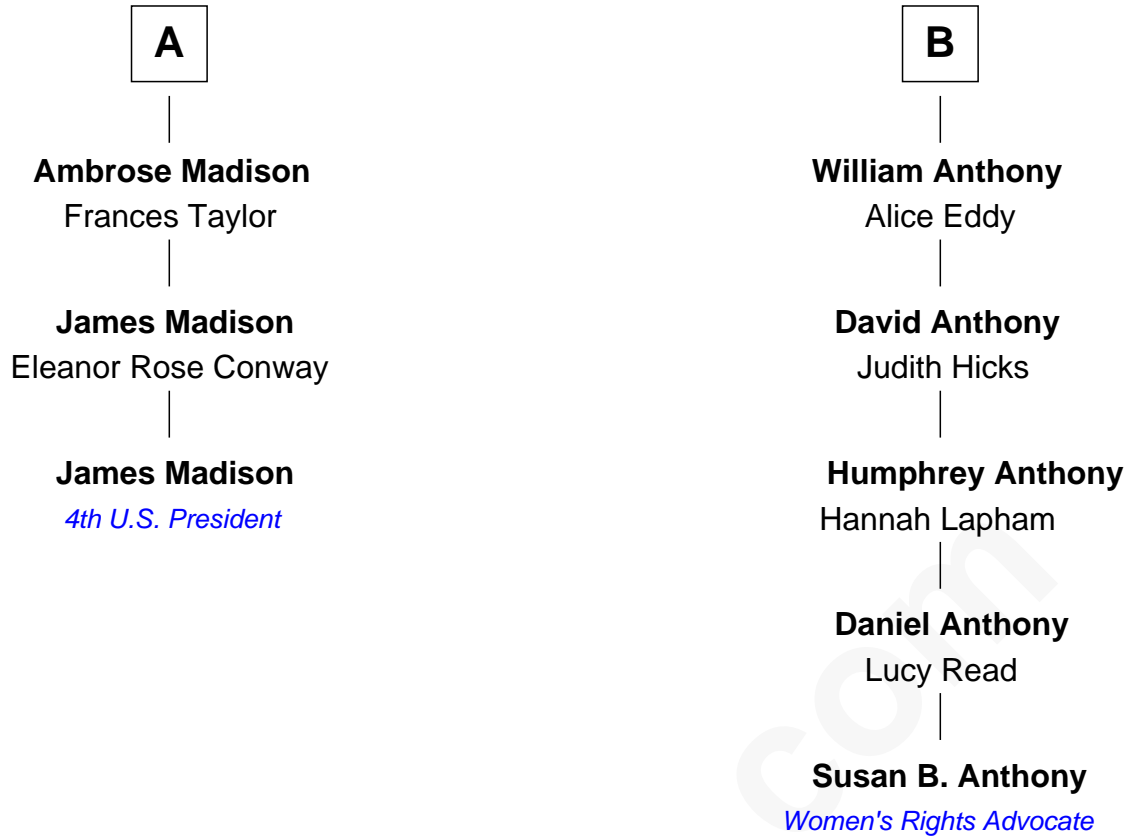 A
Ambrose Madison
Frances Taylor
James Madison
Eleanor Rose Conway
James Madison
4th U.S. President
B
William Anthony
Alice Eddy
David Anthony
Judith Hicks
Humphrey Anthony
Hannah Lapham
Daniel Anthony
Lucy Read
Susan B. Anthony
Women's Rights Advocate
com